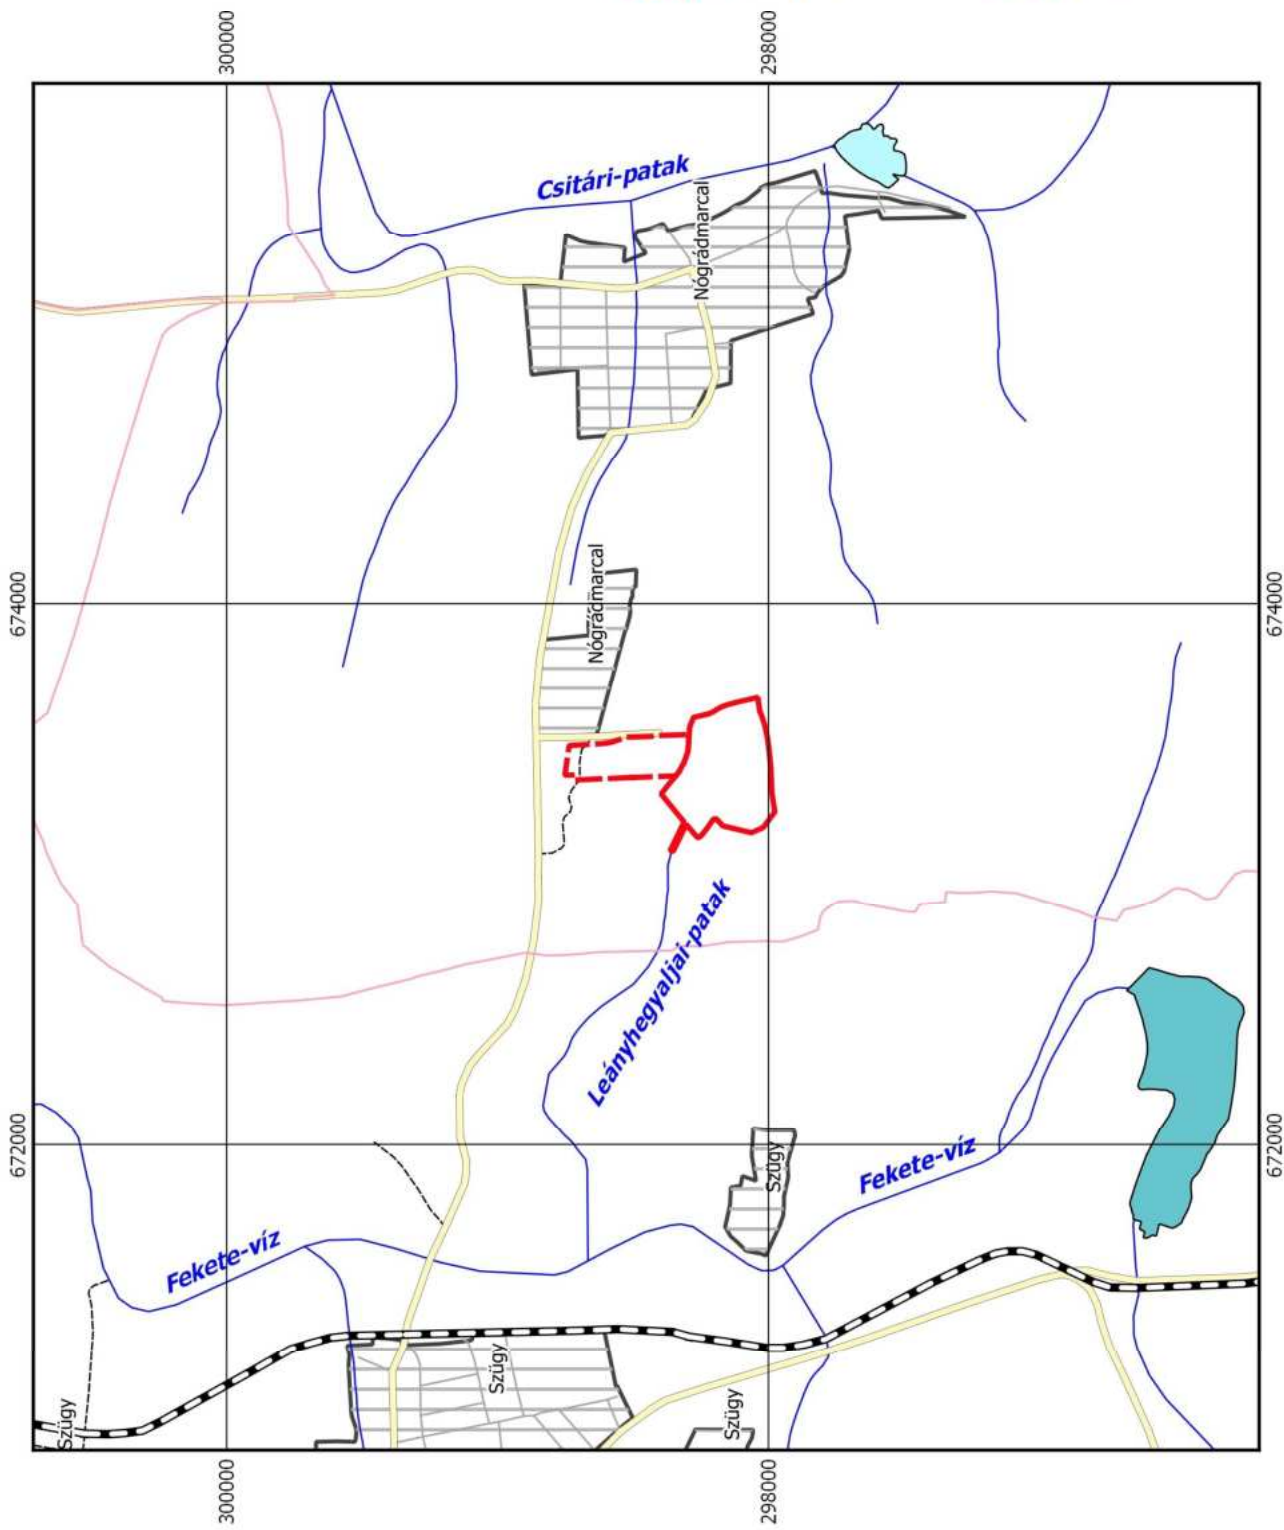 300000
298000
Csitári-patak
Nógrádmarcal
Nógrádmarcal
674000
674000
Leányhegyaljai-patak
672000
672000
Szügy
Fekete-víz
Fekete-víz
Szügy
Szügy
Szügy
300000
298000